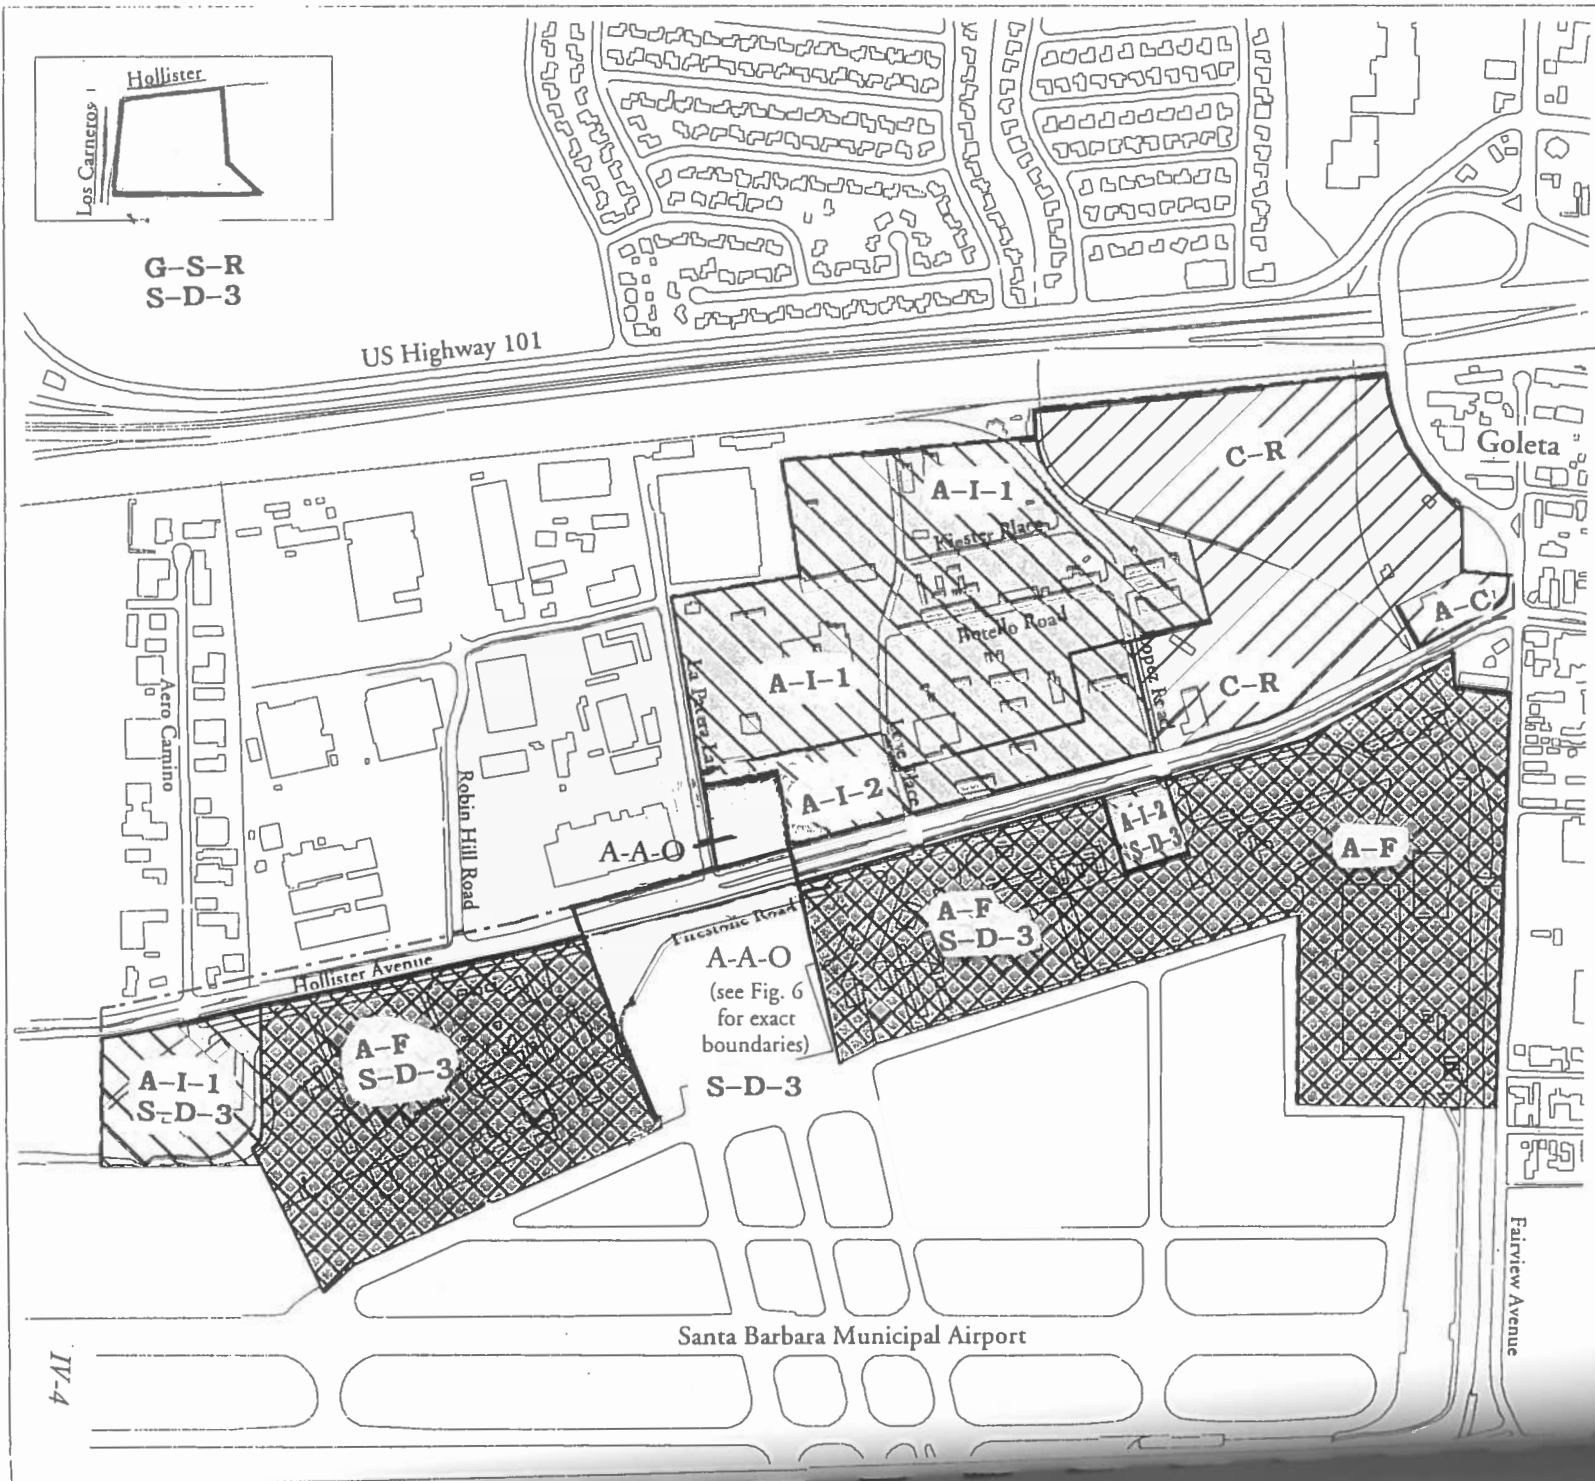 Hollister
Los Carneros
G-S-R
S-D-3
US Highway 101
Goleta
C-R
A-I-1
Kiester Place
A-C
Botello Road
A-I-1
C-R
Lopez Road
La Patera Ln
Love Place
Aero Camino
Robin Hill Road
A-I-2
A-I-2
S-D-3
A-A-O
A-F
A-F
S-D-3
Firestone Road
A-A-O
(see Fig. 6
for exact
boundaries)
S-D-3
Hollister Avenue
A-F
S-D-3
A-I-1
S-D-3
Fairview Avenue
Santa Barbara Municipal Airport
IV-4